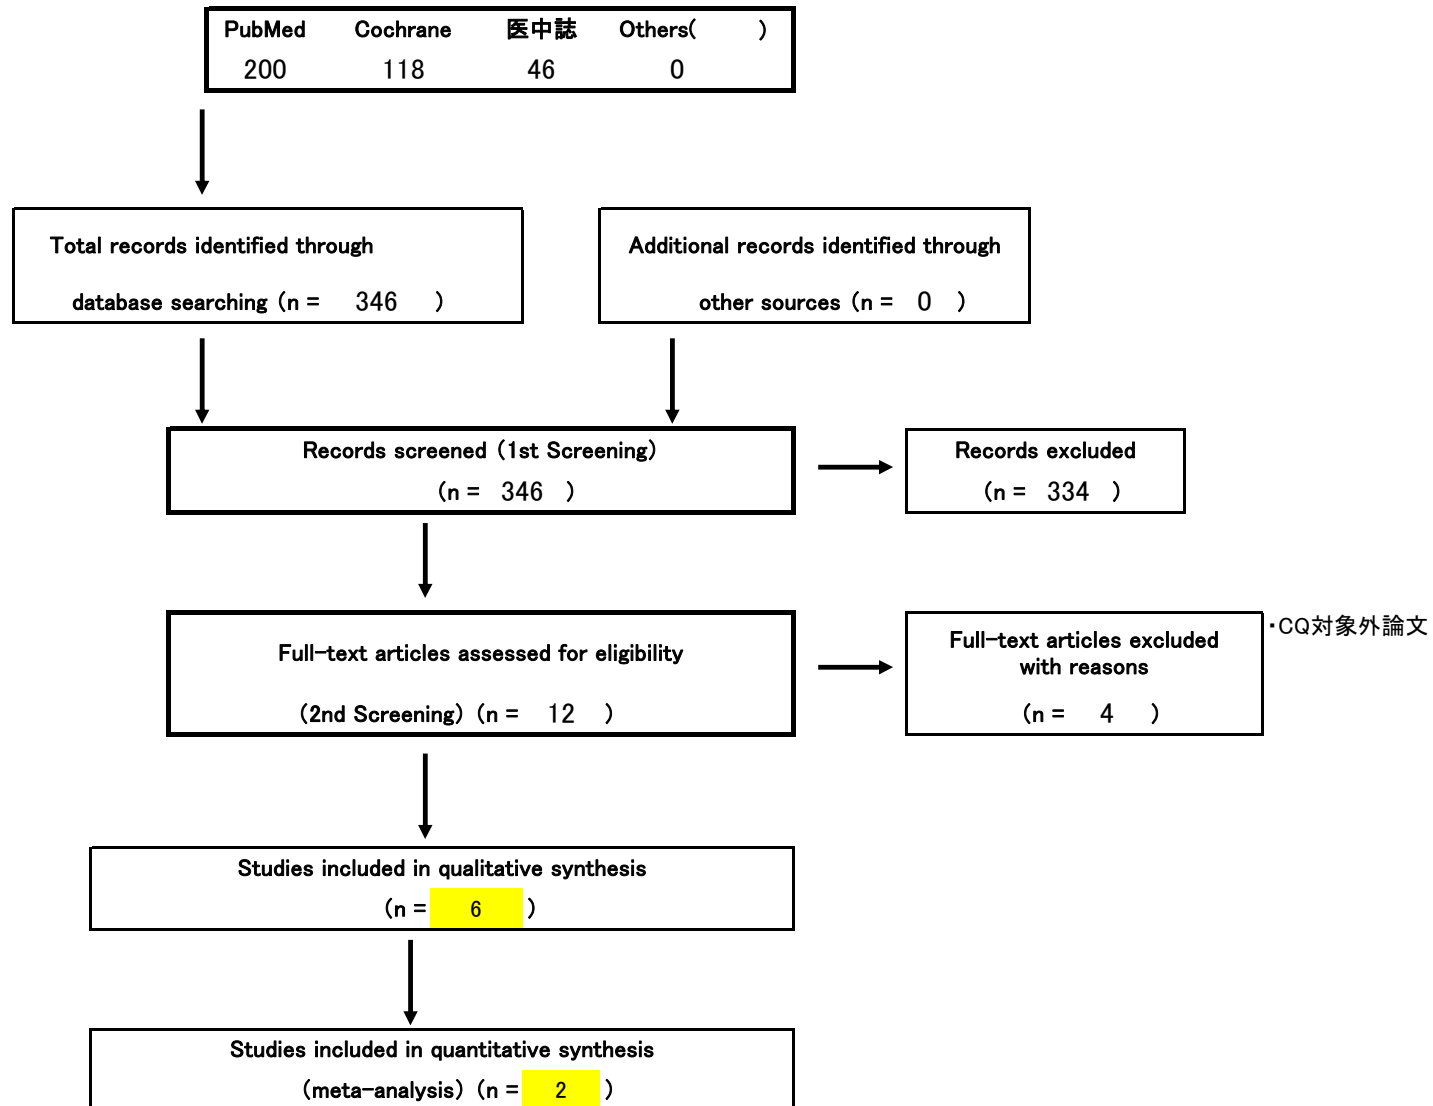 PubMed Cochrane 医中誌 Others( )
200 118 46 0
Total records identified through
database searching (n = 346 )
Additional records identified through
other sources (n = 0 )
Records screened (1st Screening)
(n = 346 )
Records excluded
(n = 334 )
Full-text articles assessed for eligibility
(2nd Screening) (n = 12 )
Full-text articles excluded
with reasons
(n = 4 )
・CQ対象外論文
Studies included in qualitative synthesis
(n = 6 )
Studies included in quantitative synthesis
(meta-analysis) (n = 2 )